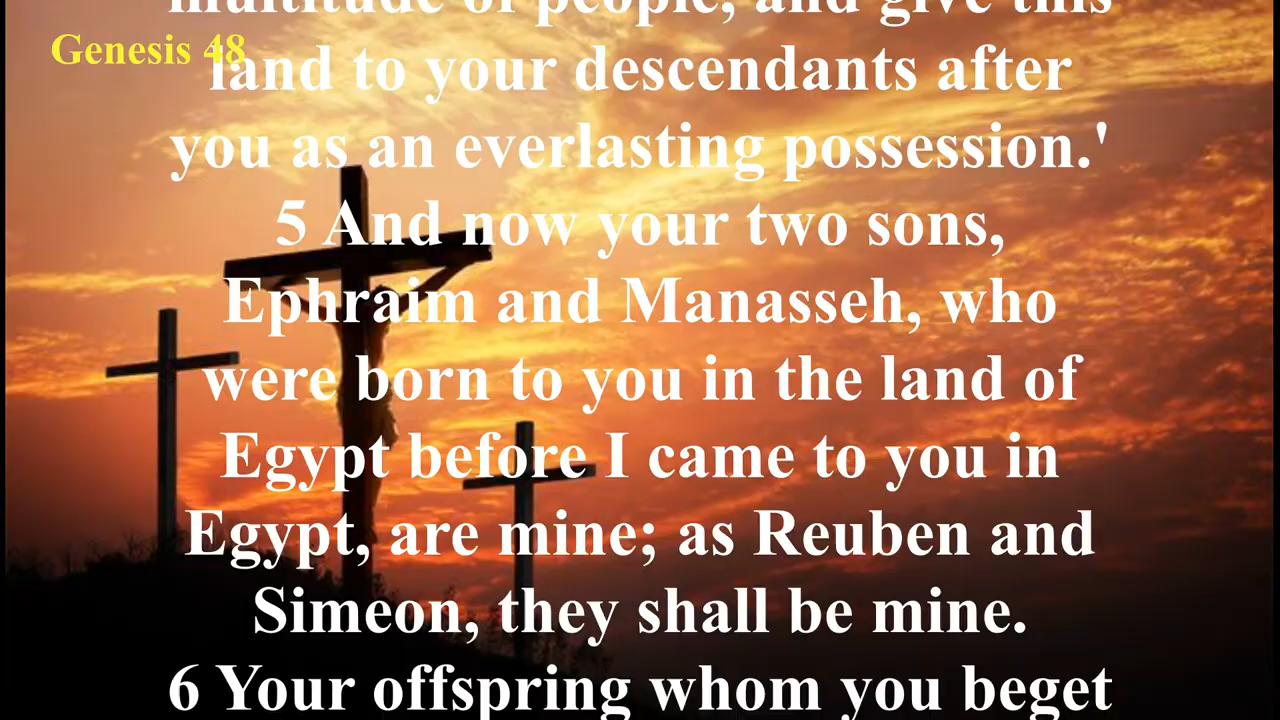 multitude of people, and give this
Genesis 48
land to your descendants after
you as an everlasting possession.'
5 And now your two sons,
Ephraim and Manasseh, who
were born to you in the land of
Egypt before I came to you in
Egypt, are mine; as Reuben and
Simeon, they shall be mine.
6 Your offspring whom you beget